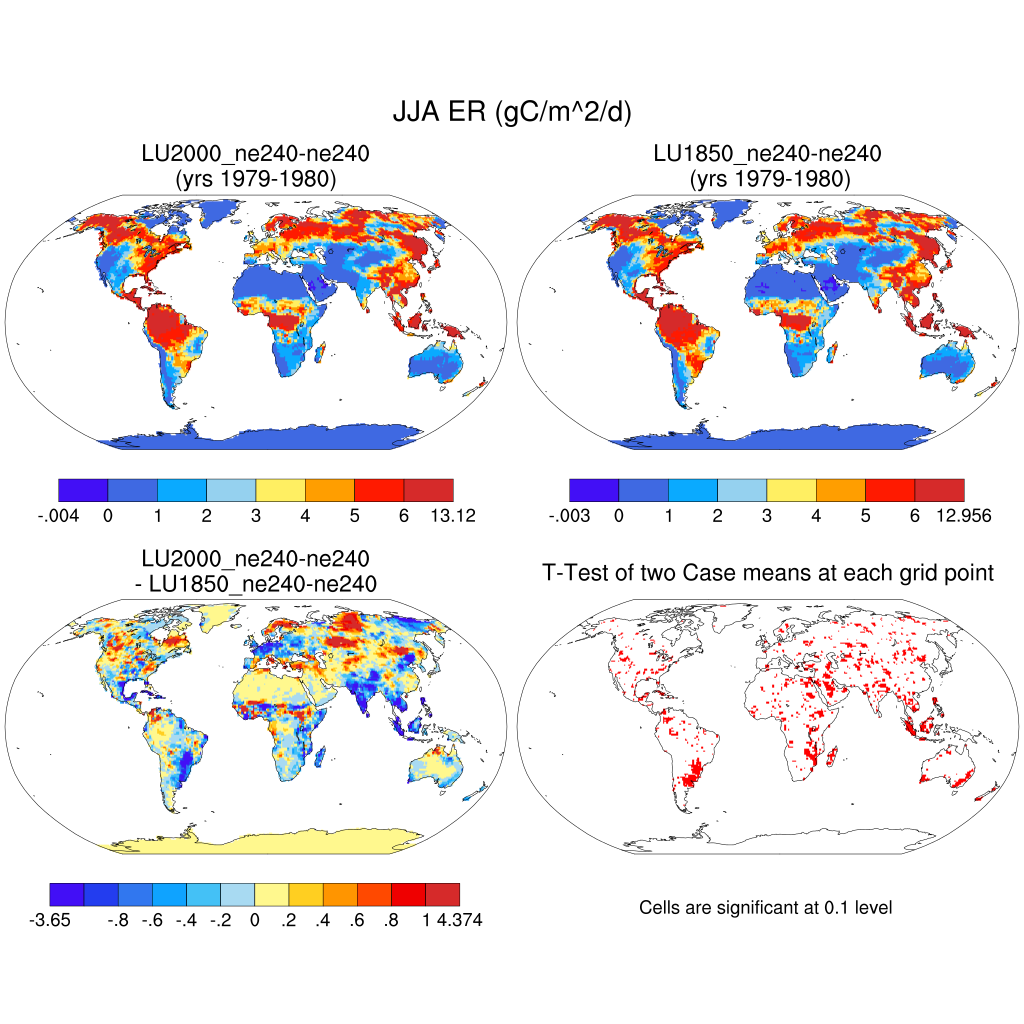 JJA ER (gC/m^2/d)
LU2000_ne240-ne240
(yrs 1979-1980)
LU1850_ne240-ne240
(yrs 1979-1980)
-.004 0 1 2 3 4 5 6 13.12
-.003 0 1 2 3 4 5 6 12.956
LU2000_ne240-ne240
- LU1850_ne240-ne240
T-Test of two Case means at each grid point
-3.65 -.8 -.6 -.4 -.2 0 .2 .4 .6 .8 1 4.374
Cells are significant at 0.1 level